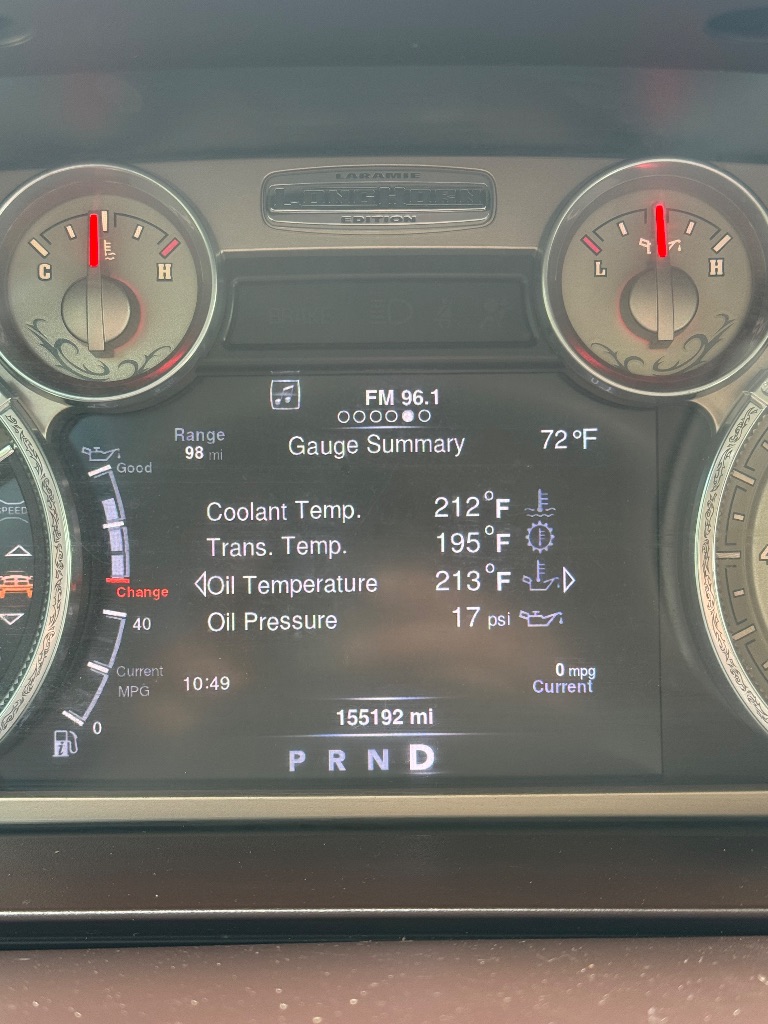 LARAMIE
LONGHORN
EDITION
C H
L H
FM 96.1
Range
98 mi
Gauge Summary
72°F
Good
Change
Coolant Temp. 212°F
Trans. Temp. 195°F
Oil Temperature 213°F
Oil Pressure 17 psi
SPEED
40
Current
MPG
0
10:49
0 mpg
Current
155192 mi
P R N D